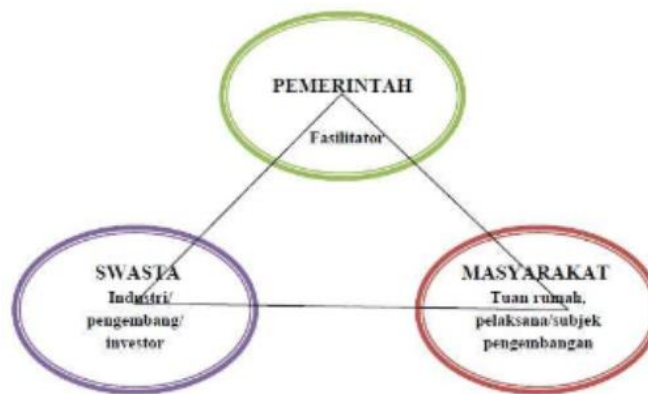 PEMERINTAH
Fasilitator
SWASTA
Industri/
pengembang/
investor
MASYARAKAT
Tuan rumah,
pelaksana/subjek
pengembangan